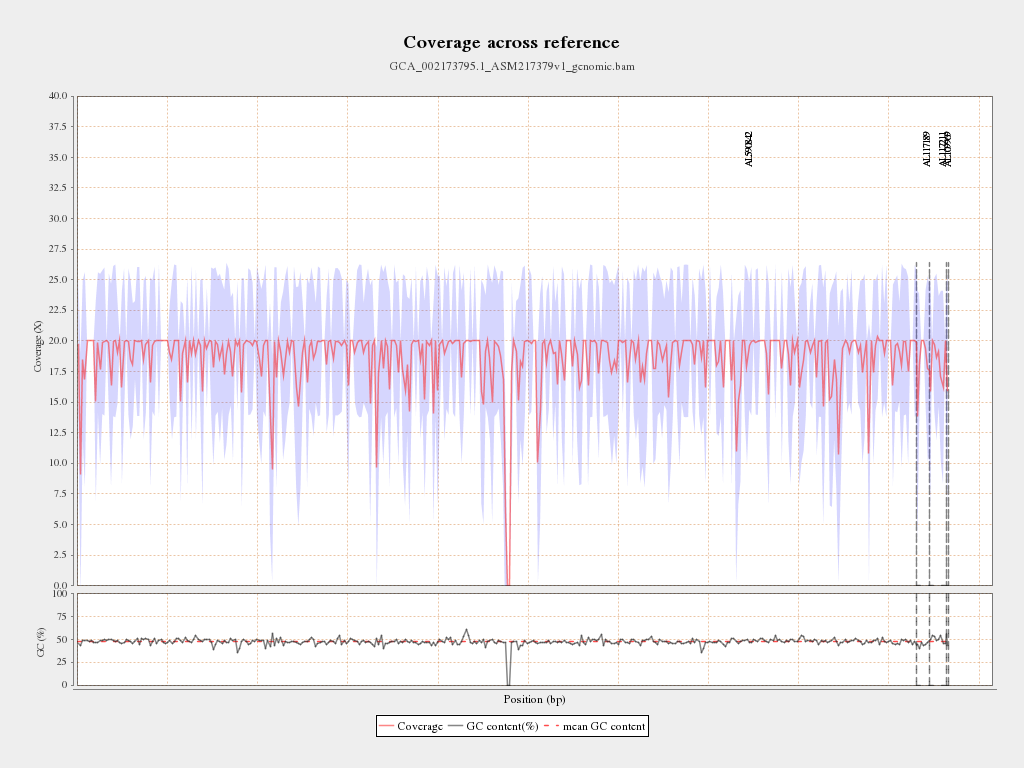 Coverage across reference
GCA_002173795.1_ASM217379v1_genomic.bam
40.0
37.5
35.0
32.5
30.0
27.5
25.0
22.5
20.0
17.5
15.0
12.5
10.0
7.5
5.0
2.5
0.0
Coverage (X)
AL590842
AL117189
AL117211
AL109969
100
75
50
25
0
GC (%)
Position (bp)
Coverage GC content(%) mean GC content